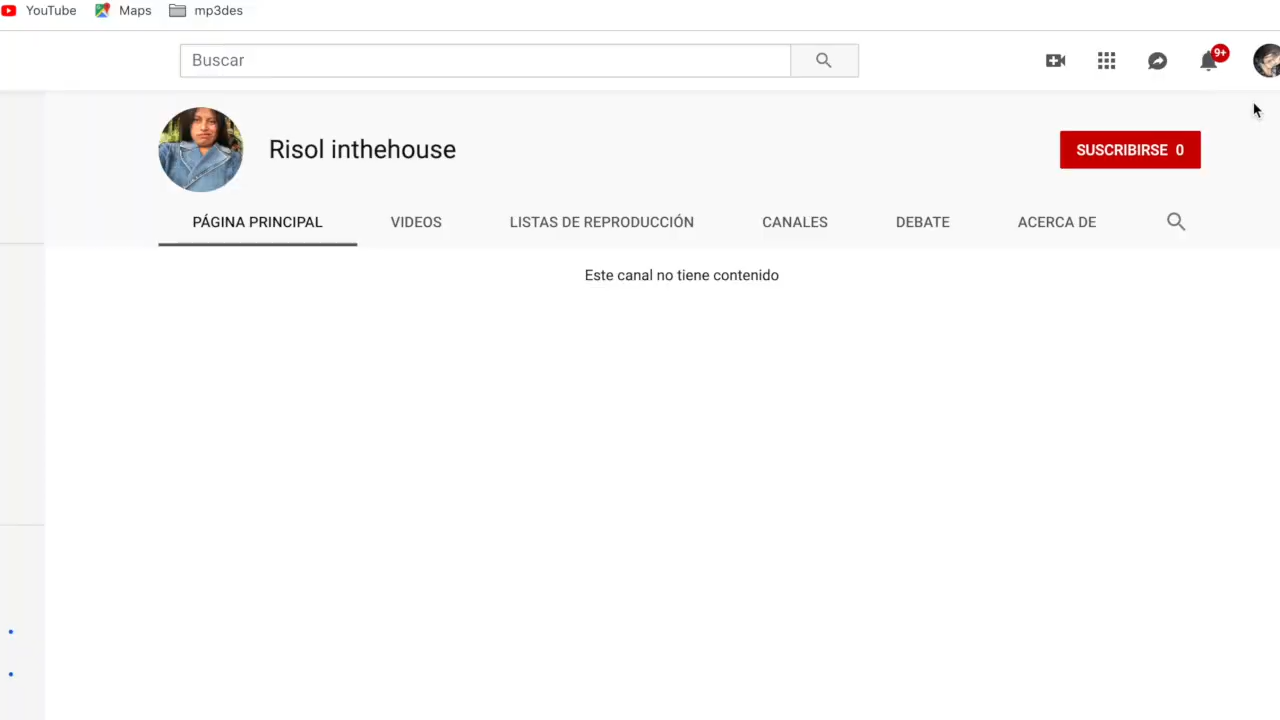 YouTube Maps mp3des
Buscar
9+
Risol inthehouse
SUSCRIBIRSE 0
PÁGINA PRINCIPAL VIDEOS LISTAS DE REPRODUCCIÓN CANALES DEBATE ACERCA DE
Este canal no tiene contenido